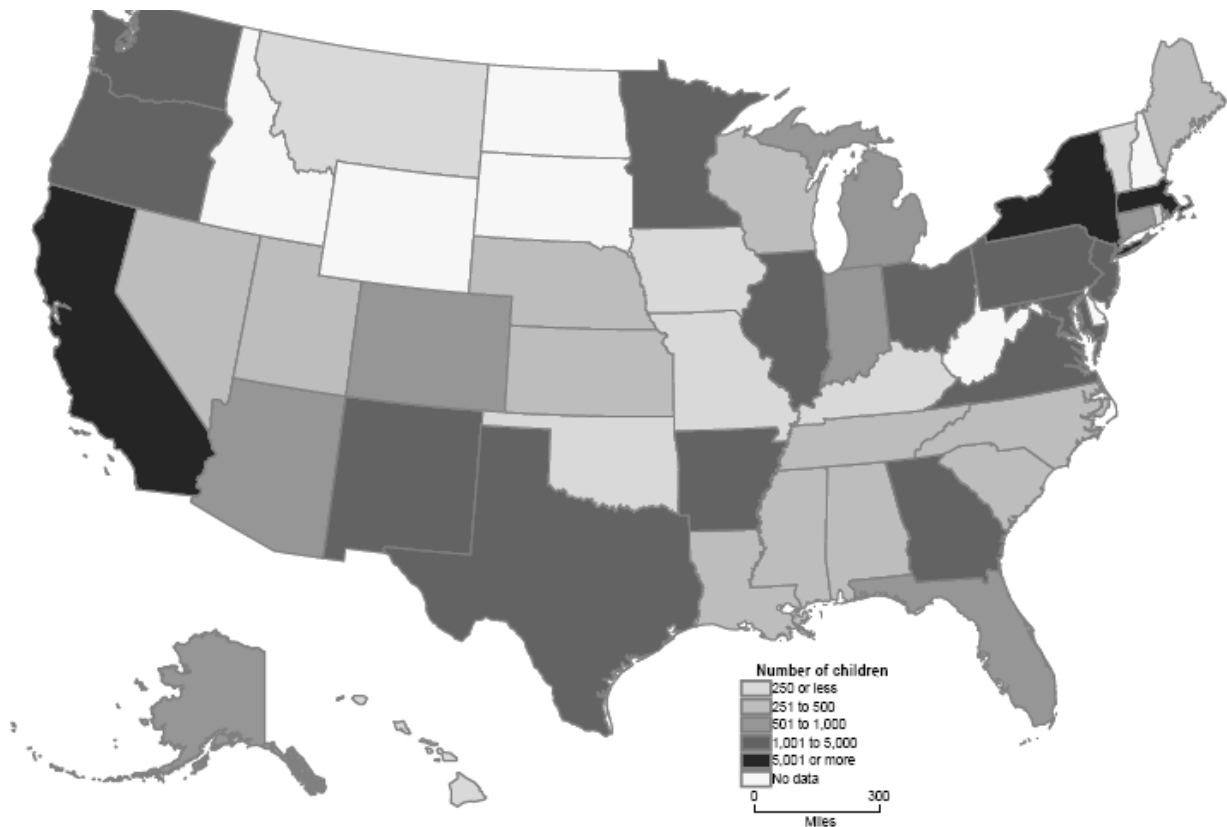 Number of children
250 or less
251 to 500
501 to 1,000
1,001 to 5,000
5,001 or more
No data
0 300
Miles